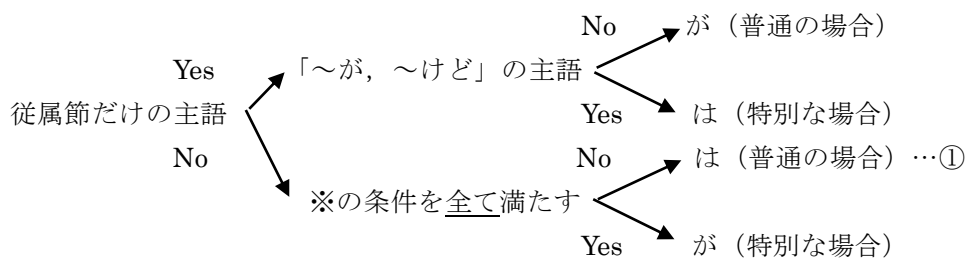 No が（普通の場合）
Yes 「～が，～けど」の主語
従属節だけの主語 Yes は（特別な場合）
No No は（普通の場合）…①
※の条件を全て満たす
Yes が（特別な場合）